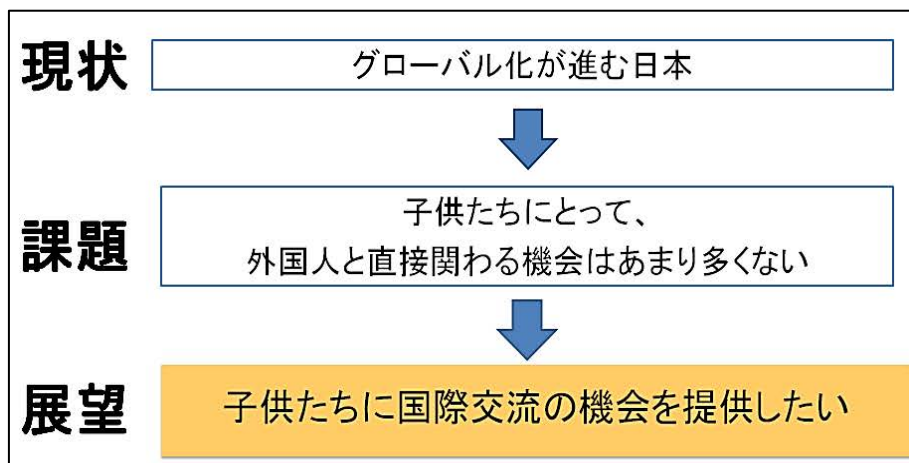 現状
グローバル化が進む日本
課題
子供たちにとって、
外国人と直接関わる機会はあまり多くない
展望
子供たちに国際交流の機会を提供したい